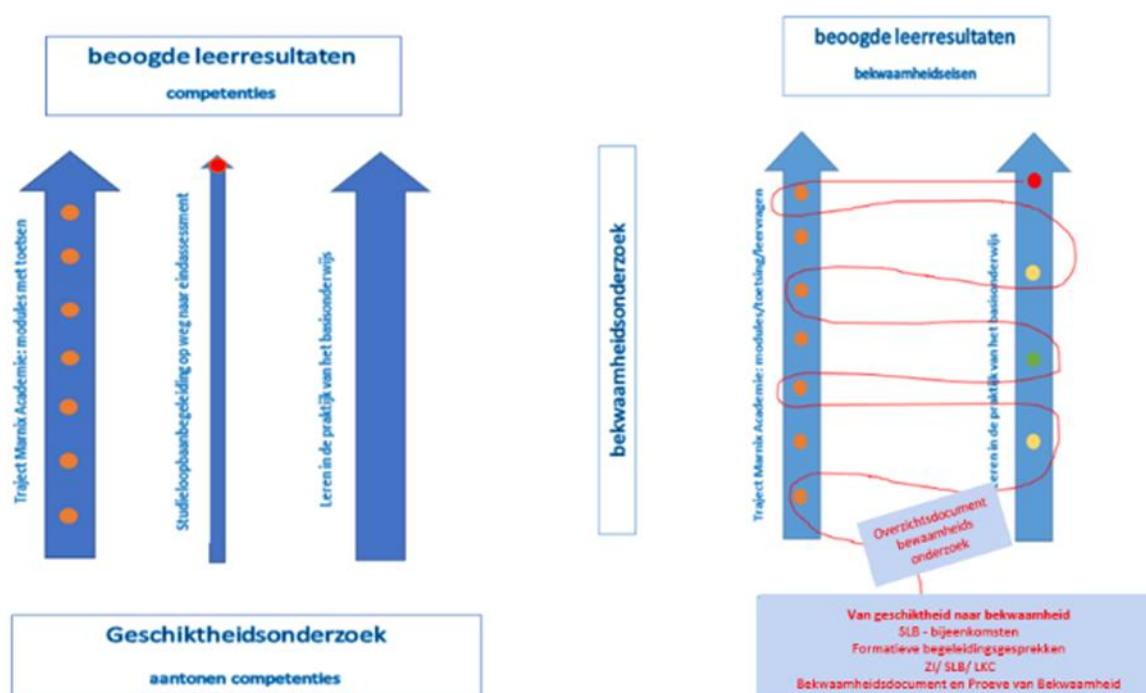 beoogde leerresultaten
competenties
Traject Marnix Academie: modules met toetsen
Studieloopbaanbegeleiding op weg naar eindassessment
Leren in de praktijk van het basisonderwijs
Geschiktheidsonderzoek
aantonen competenties
bekwaamheidsonderzoek
beoogde leerresultaten
bekwaamheidseisen
Traject Marnix Academie: modules/toetsing/leervragen
Leren in de praktijk van het basisonderwijs
Overzichtsdocument
bewaamheids
onderzoek
Van geschiktheid naar bekwaamheid
SLB - bijeenkomsten
Formatieve begeleidingsgesprekken
ZI/ SLB/ LKC
Bekwaamheidsdocument en Proeve van Bekwaamheid